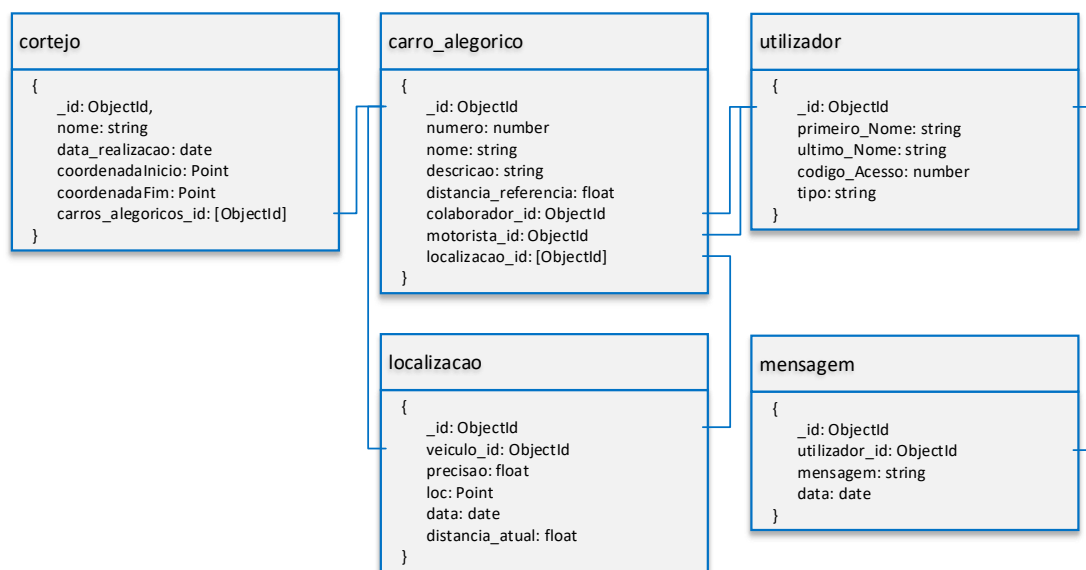 cortejo
{
_id: ObjectId,
nome: string
data_realizacao: date
coordenadaInicio: Point
coordenadaFim: Point
carros_alegoricos_id: [ObjectId]
}
carro_alegorico
{
_id: ObjectId
numero: number
nome: string
descricao: string
distancia_referencia: float
colaborador_id: ObjectId
motorista_id: ObjectId
localizacao_id: [ObjectId]
}
utilizador
{
_id: ObjectId
primeiro_Nome: string
ultimo_Nome: string
codigo_Acesso: number
tipo: string
}
localizacao
{
_id: ObjectId
veiculo_id: ObjectId
precisao: float
loc: Point
data: date
distancia_atual: float
}
mensagem
{
_id: ObjectId
utilizador_id: ObjectId
mensagem: string
data: date
}